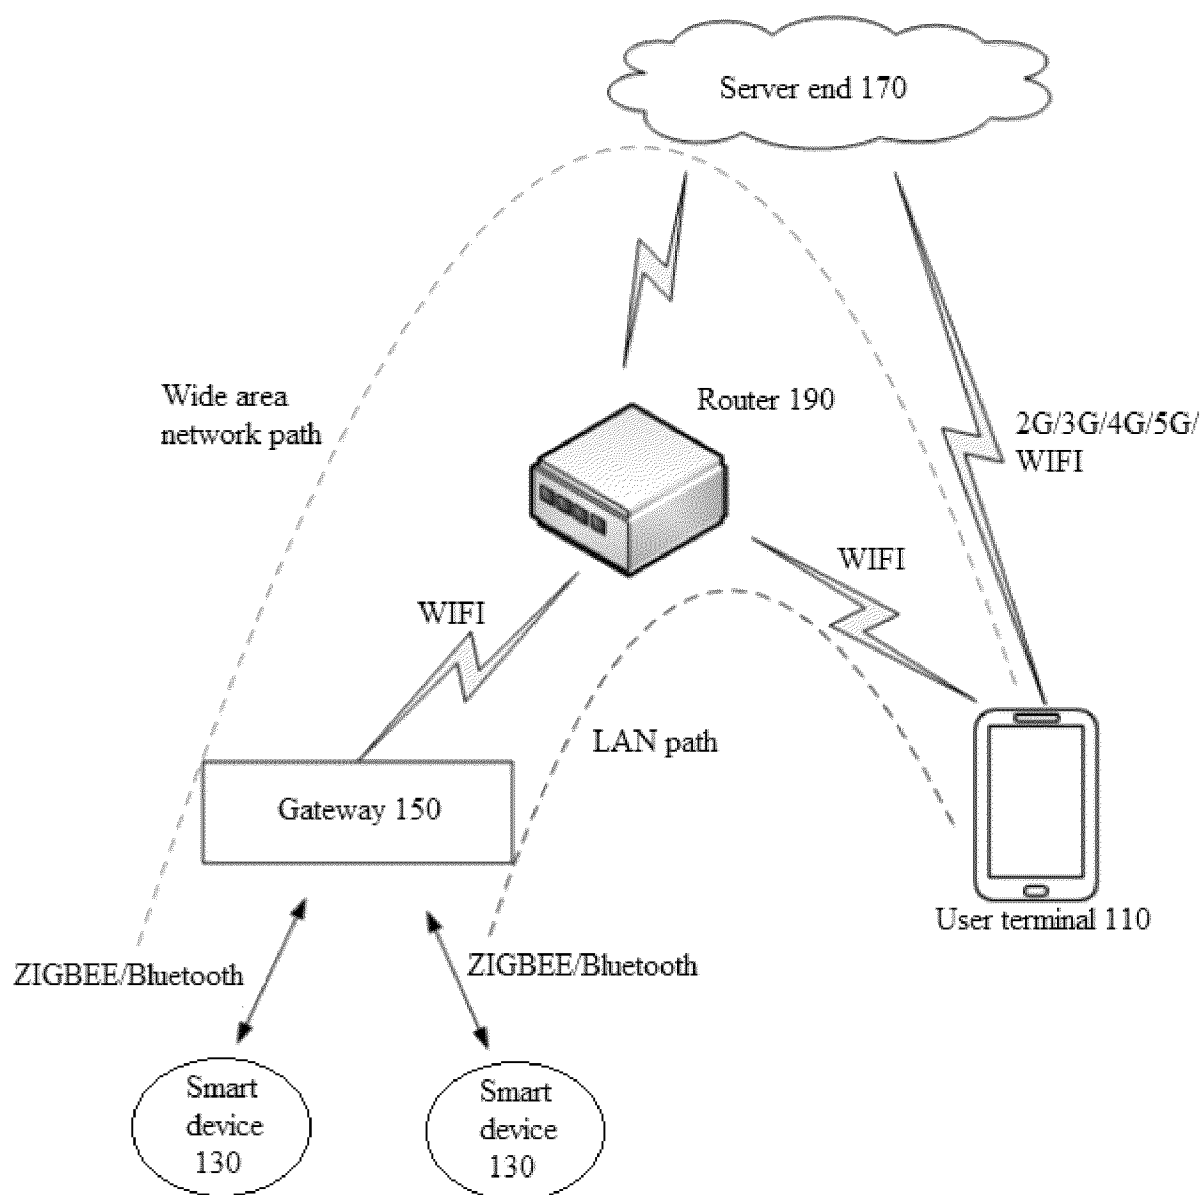 Server end 170
Wide area
network path
Router 190
2G/3G/4G/5G/
WIFI
WIFI
WIFI
LAN path
Gateway 150
User terminal 110
ZIGBEE/Bluetooth
ZIGBEE/Bluetooth
Smart
device
130
Smart
device
130